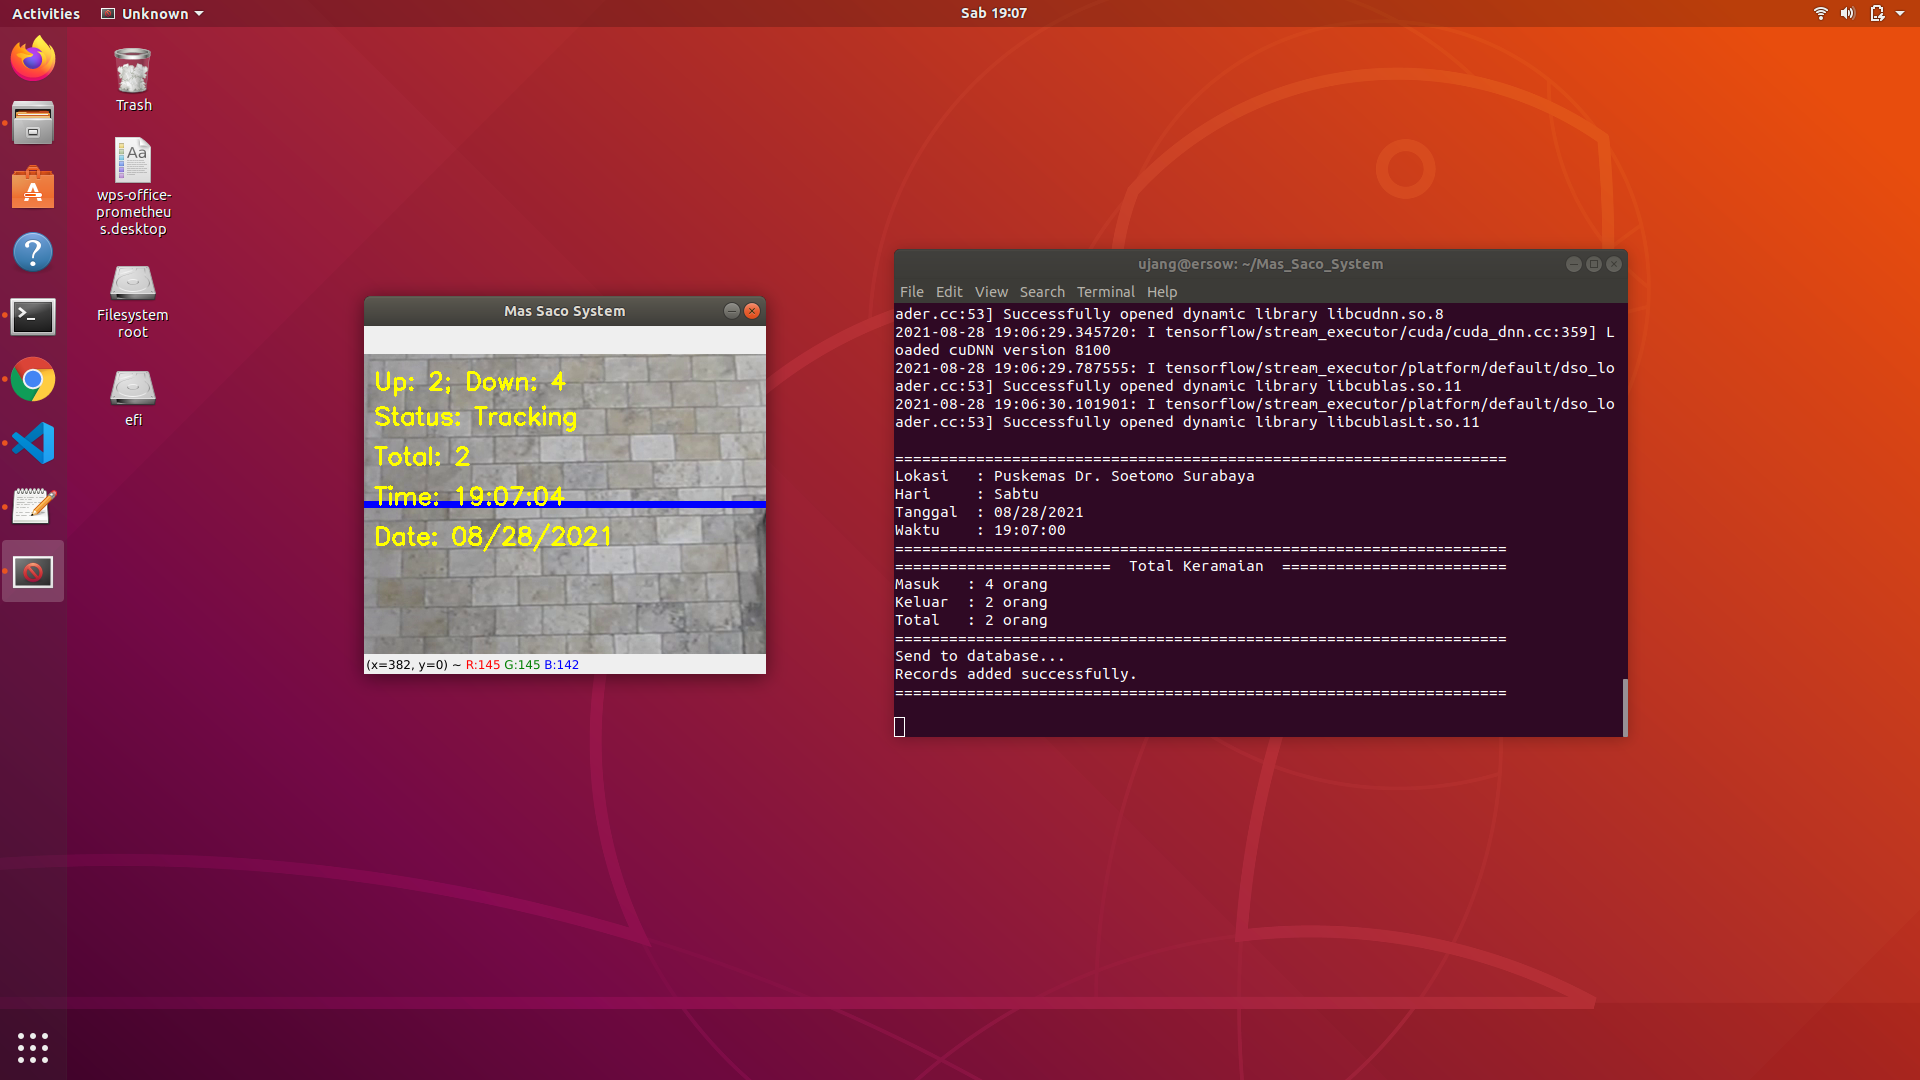 Activities
Unknown
Sab 19:07
Trash
Aa
wps-office-
prometheu
s.desktop
Filesystem
root
efi
Mas Saco System
Up: 2; Down: 4
Status: Tracking
Total: 2
Time: 19:07:04
Date: 08/28/2021
(x=382, y=0) ~ R:145 G:145 B:142
ujang@ersow: ~/Mas_Saco_System
File Edit View Search Terminal Help
ader.cc:53] Successfully opened dynamic library libcudnn.so.8
2021-08-28 19:06:29.345720: I tensorflow/stream_executor/cuda/cuda_dnn.cc:359] L
oaded cuDNN version 8100
2021-08-28 19:06:29.787555: I tensorflow/stream_executor/platform/default/dso_lo
ader.cc:53] Successfully opened dynamic library libcublas.so.11
2021-08-28 19:06:30.101901: I tensorflow/stream_executor/platform/default/dso_lo
ader.cc:53] Successfully opened dynamic library libcublasLt.so.11
====================================================================
Lokasi   : Puskemas Dr. Soetomo Surabaya
Hari     : Sabtu
Tanggal  : 08/28/2021
Waktu    : 19:07:00
====================================================================
========================  Total Keramaian  =========================
Masuk   : 4 orang
Keluar  : 2 orang
Total   : 2 orang
====================================================================
Send to database...
Records added successfully.
====================================================================